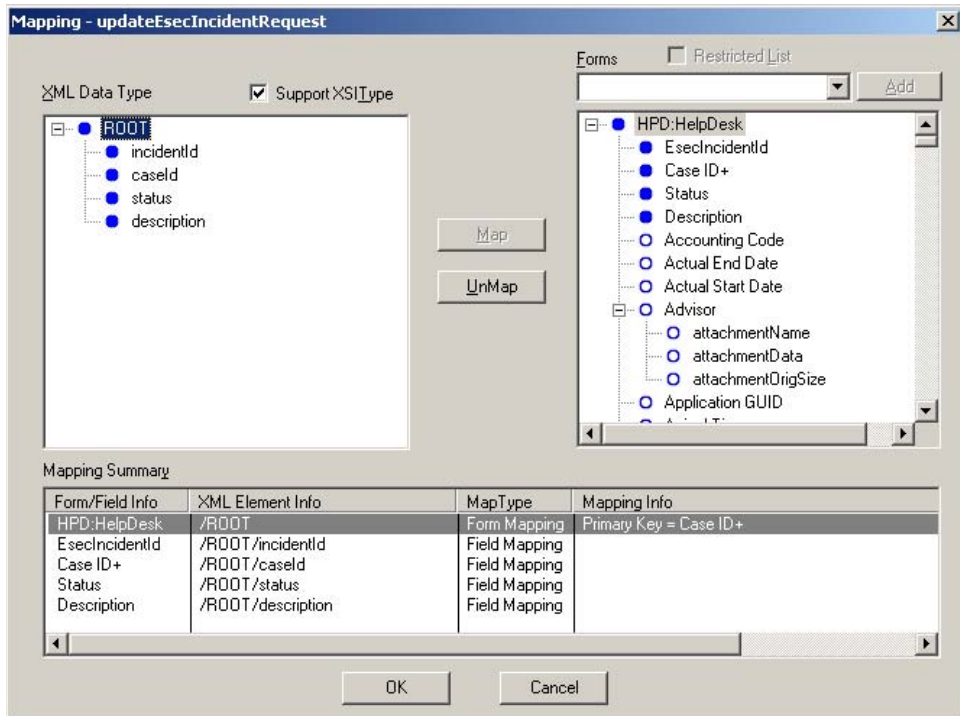 Mapping - updateEsecIncidentRequest
XML Data Type
Support XSIType
Forms
Restricted List
Add
ROOT
incidentId
caseId
status
description
Map
UnMap
HPD:HelpDesk
EsecIncidentId
Case ID+
Status
Description
Accounting Code
Actual End Date
Actual Start Date
Advisor
attachmentName
attachmentData
attachmentOrigSize
Application GUID
Mapping Summary
Form/Field Info XML Element Info MapType Mapping Info
HPD:HelpDesk /ROOT Form Mapping Primary Key = Case ID+
EsecIncidentId /ROOT/incidentId Field Mapping
Case ID+ /ROOT/caseId Field Mapping
Status /ROOT/status Field Mapping
Description /ROOT/description Field Mapping
OK Cancel